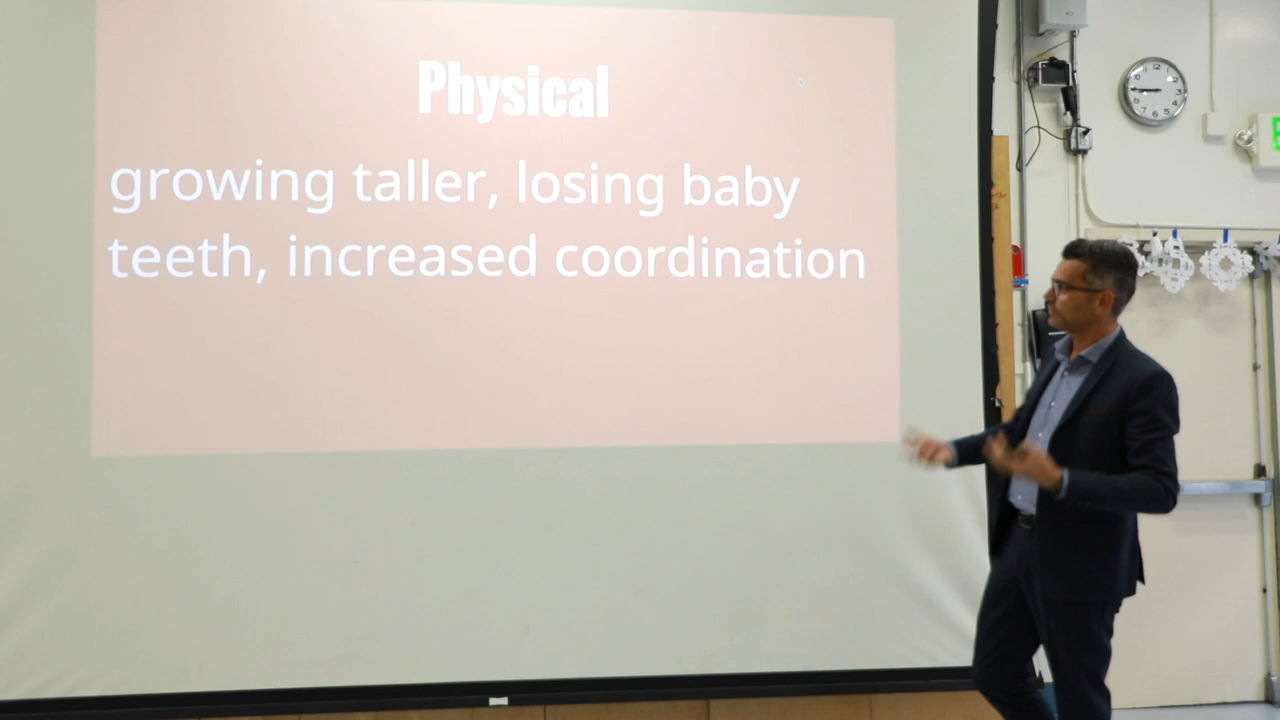 Physical
growing taller, losing baby
teeth, increased coordination